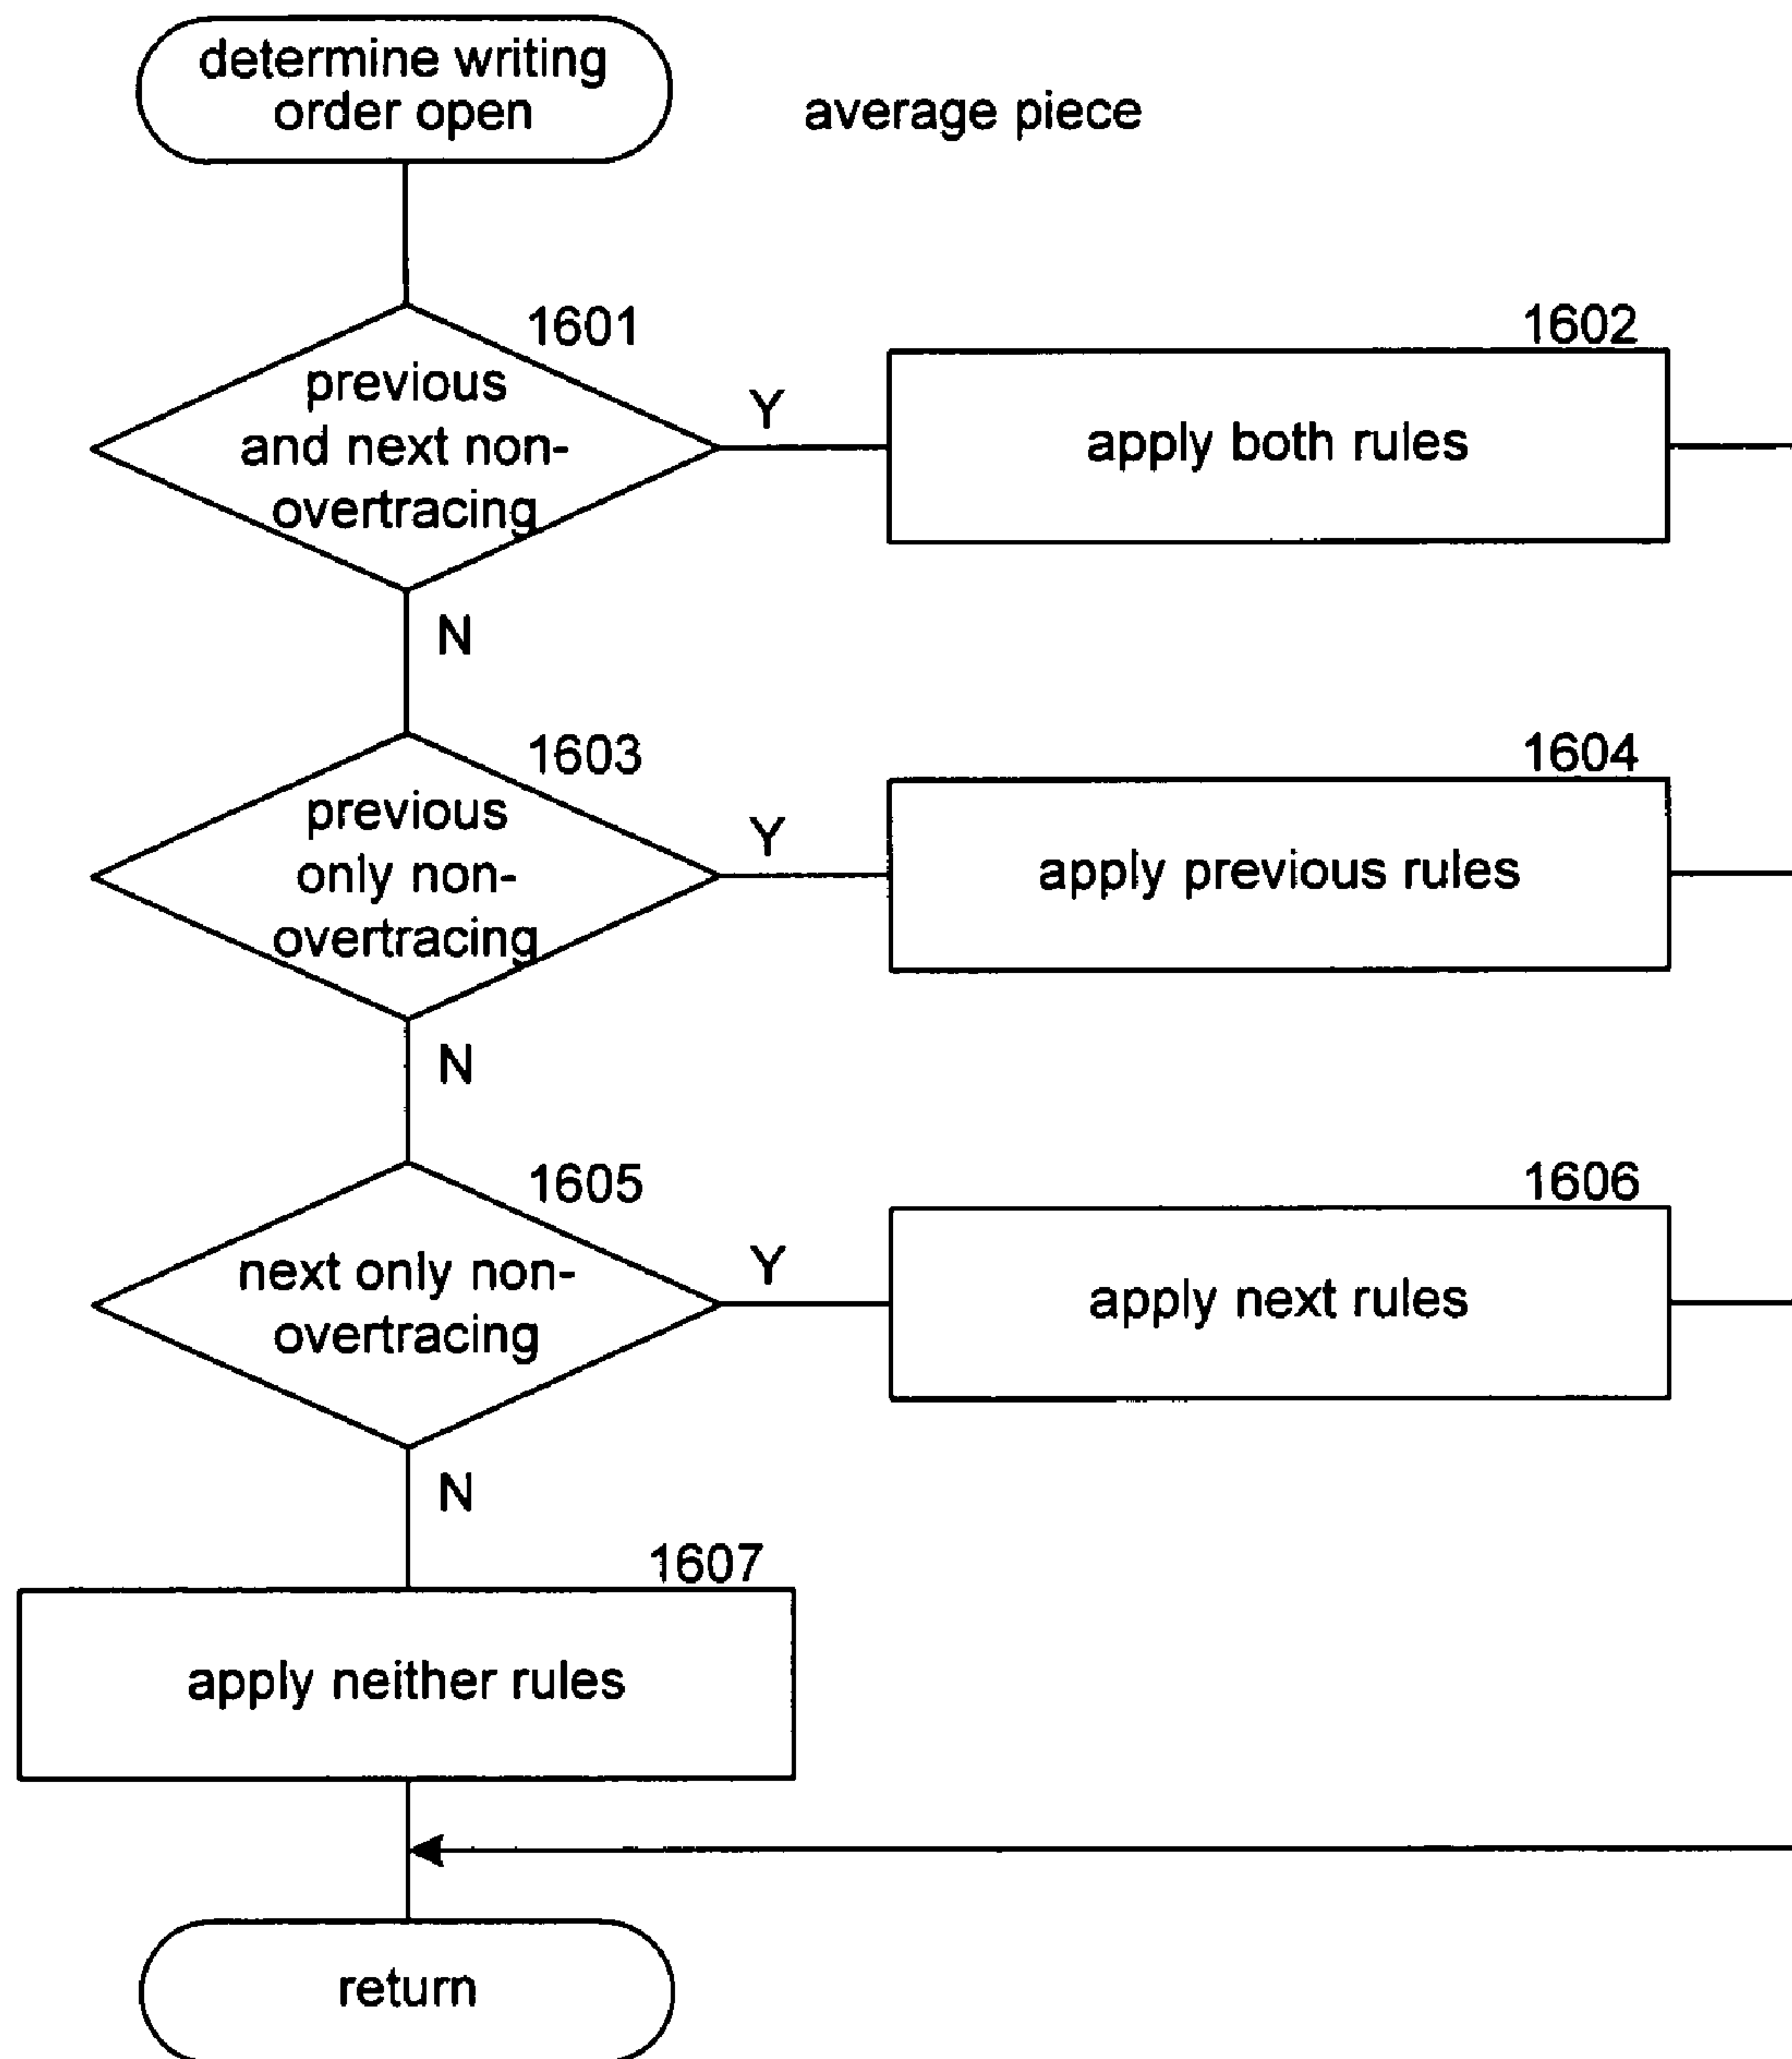 determine writing
order open
average piece
1601
previous
and next non-
overtracing
Y
1602
apply both rules
N
1603
previous
only non-
overtracing
Y
1604
apply previous rules
N
1605
next only non-
overtracing
Y
1606
apply next rules
N
1607
apply neither rules
return